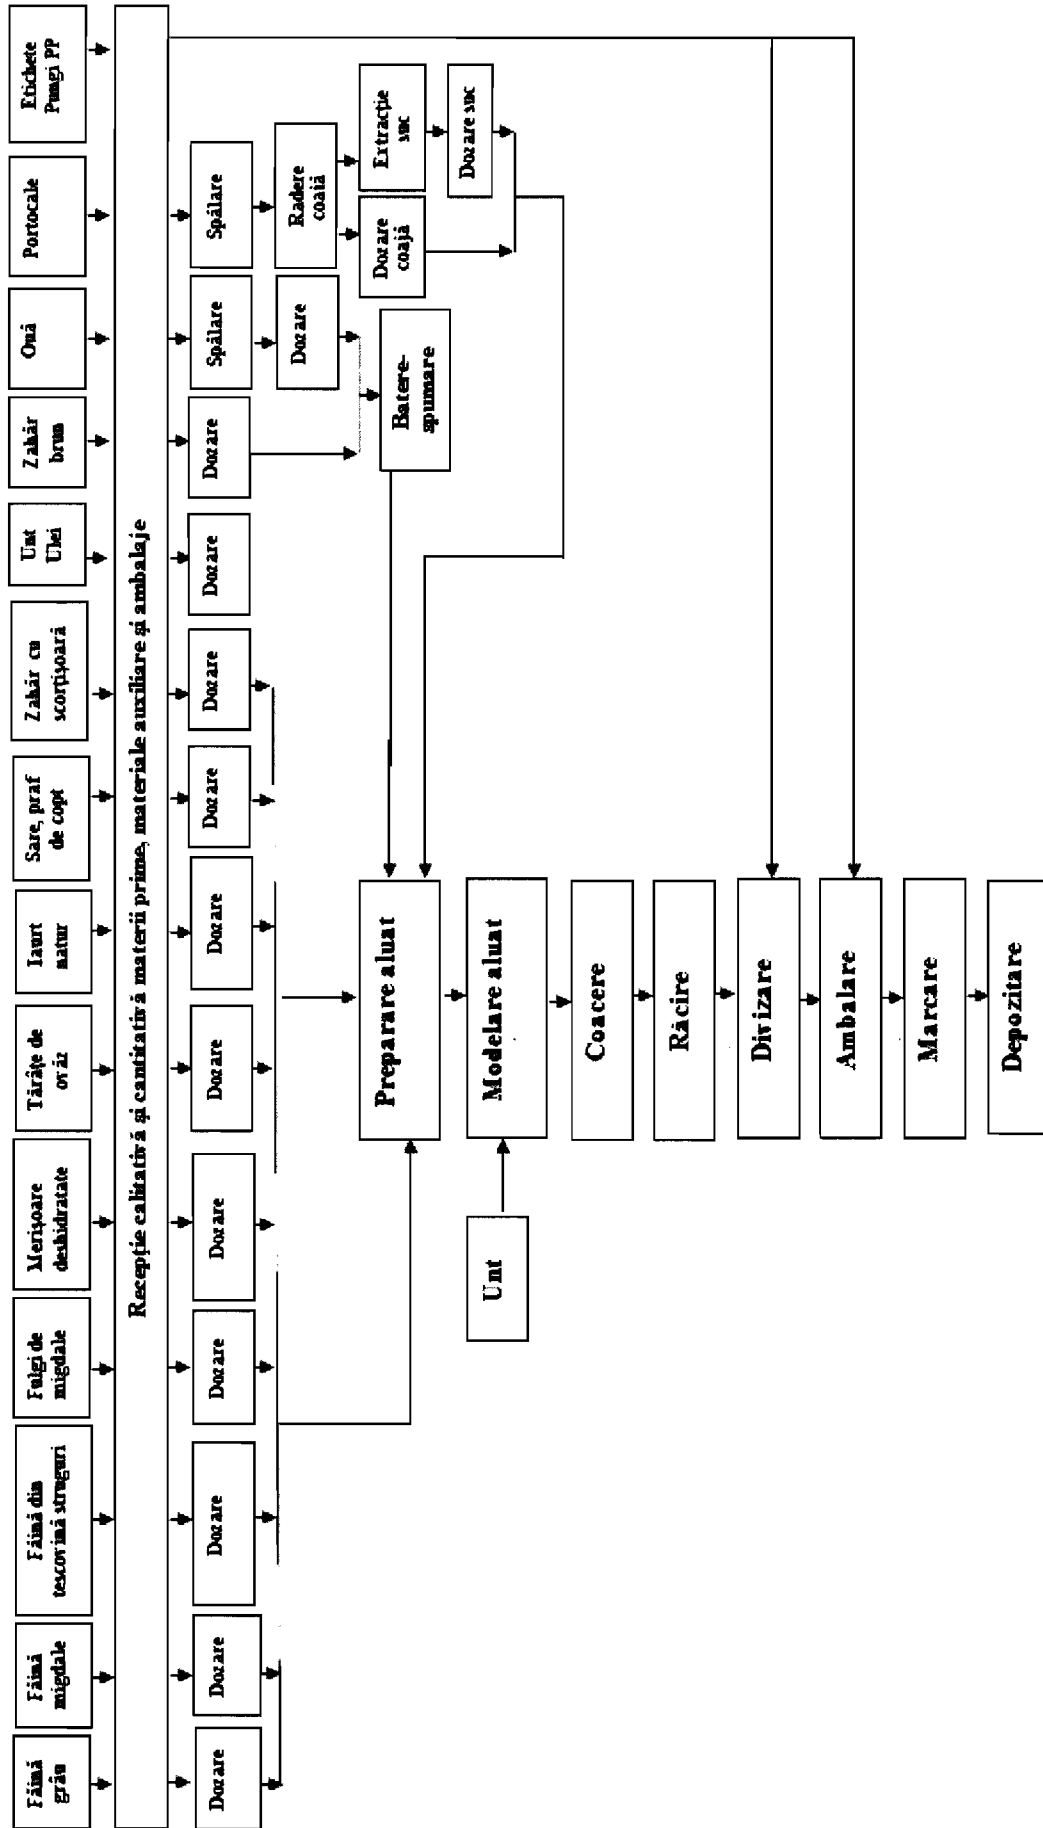 Făină
grâu
Făină
migdale
Făină din
tescovină struguri
Fulgi de
migdale
Merișoare
deshidratate
Tărâțe de
ovăz
Iaurt
natur
Sare, praf
de copt
Zahăr cu
scorțișoară
Unt
Ulei
Zahăr
brun
Ouă
Portocale
Etichete
Pungi PP
Recepție calitativă și cantitativă materii prime, materiale auxiliare și ambalaje
Dozare
Dozare
Dozare
Dozare
Dozare
Dozare
Dozare
Dozare
Dozare
Dozare
Dozare
Spălare
Spălare
Dozare
Radere
coajă
Batere-
spumare
Dozare
coajă
Extracție
suc
Dozare suc
Preparare aluat
Unt
Modelare aluat
Coacere
Răcire
Divizare
Ambalare
Marcare
Depozitare